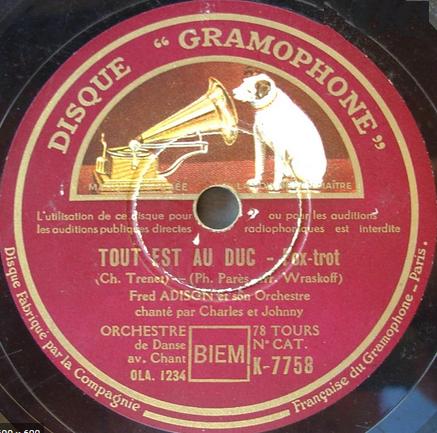 DISQUE "GRAMOPHONE"
L'utilisation de ce disque pour ou pour les auditions
les auditions publiques directes radiophoniques est interdite
TOUT EST AU DUC - Fox-trot
(Ch. Trenet) - (Ph. Parès, Arr. Wraskoff)
Fred ADISON et son Orchestre
chanté par Charles et Johnny
ORCHESTRE
de Danse
av. Chant
OLA. 1234
BIEM
78 TOURS
N° CAT.
K-7758
Disque Fabriqué par la Compagnie Française du Gramophone - Paris.